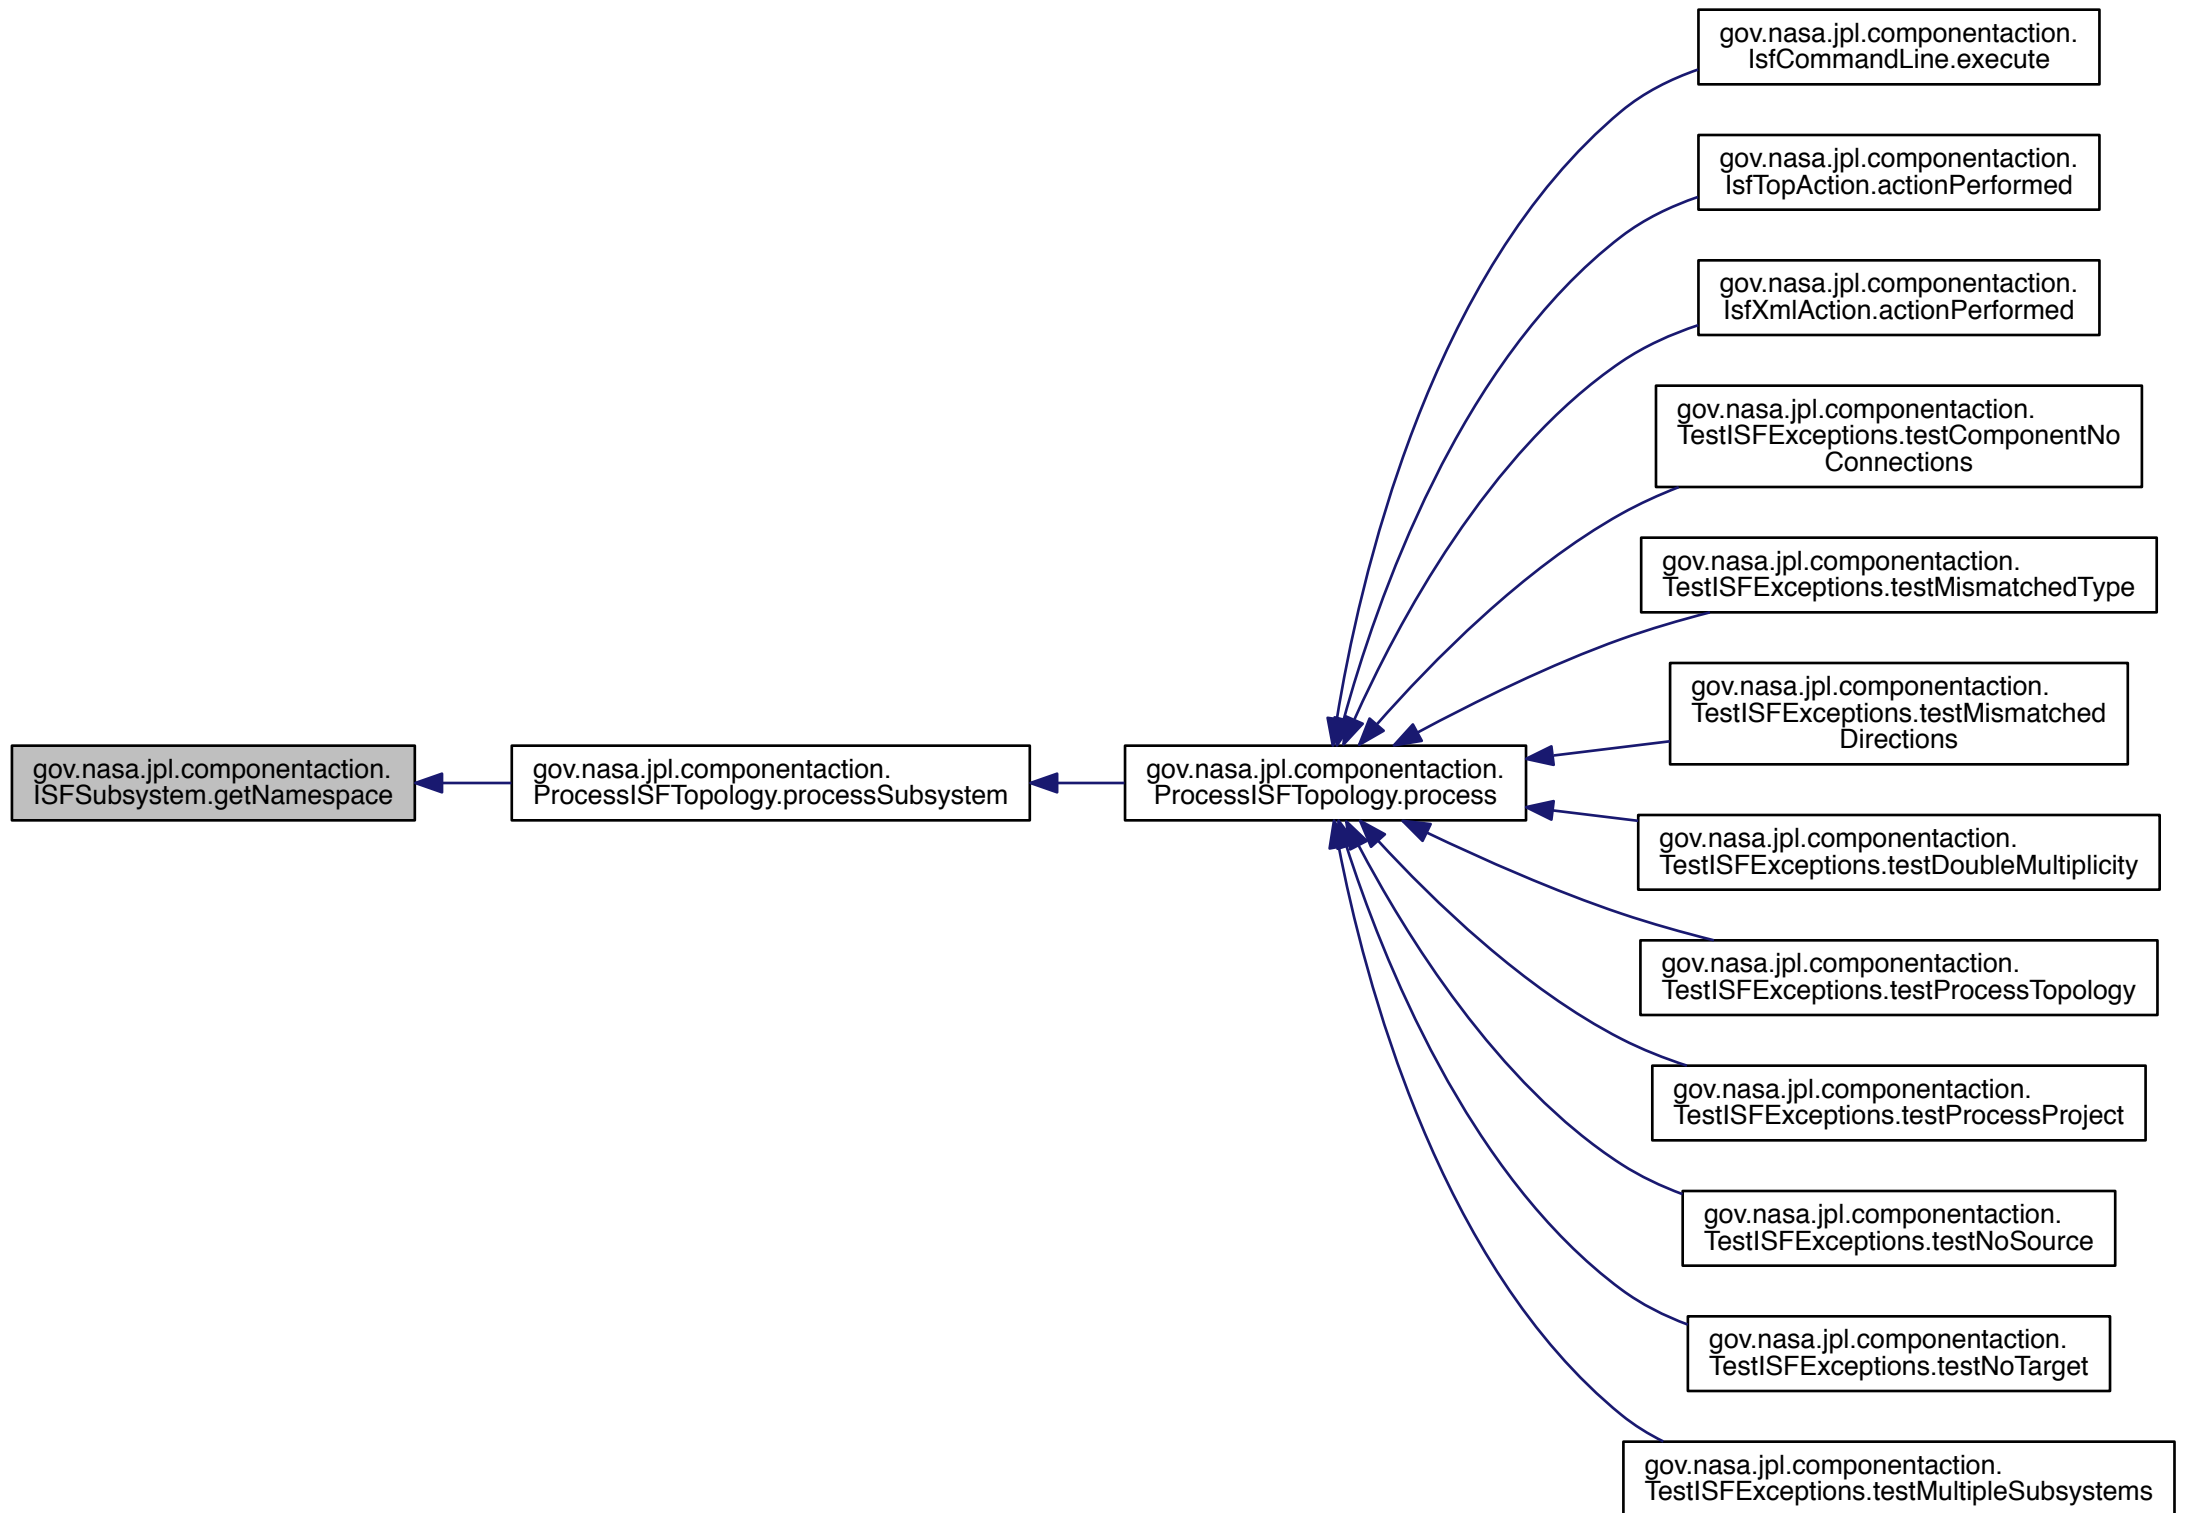 gov.nasa.jpl.componentaction.
ISFSubsystem.getNamespace
gov.nasa.jpl.componentaction.
ProcessISFTopology.processSubsystem
gov.nasa.jpl.componentaction.
ProcessISFTopology.process
gov.nasa.jpl.componentaction.
IsfCommandLine.execute
gov.nasa.jpl.componentaction.
IsfTopAction.actionPerformed
gov.nasa.jpl.componentaction.
IsfXmlAction.actionPerformed
gov.nasa.jpl.componentaction.
TestISFExceptions.testComponentNo
Connections
gov.nasa.jpl.componentaction.
TestISFExceptions.testMismatchedType
gov.nasa.jpl.componentaction.
TestISFExceptions.testMismatched
Directions
gov.nasa.jpl.componentaction.
TestISFExceptions.testDoubleMultiplicity
gov.nasa.jpl.componentaction.
TestISFExceptions.testProcessTopology
gov.nasa.jpl.componentaction.
TestISFExceptions.testProcessProject
gov.nasa.jpl.componentaction.
TestISFExceptions.testNoSource
gov.nasa.jpl.componentaction.
TestISFExceptions.testNoTarget
gov.nasa.jpl.componentaction.
TestISFExceptions.testMultipleSubsystems